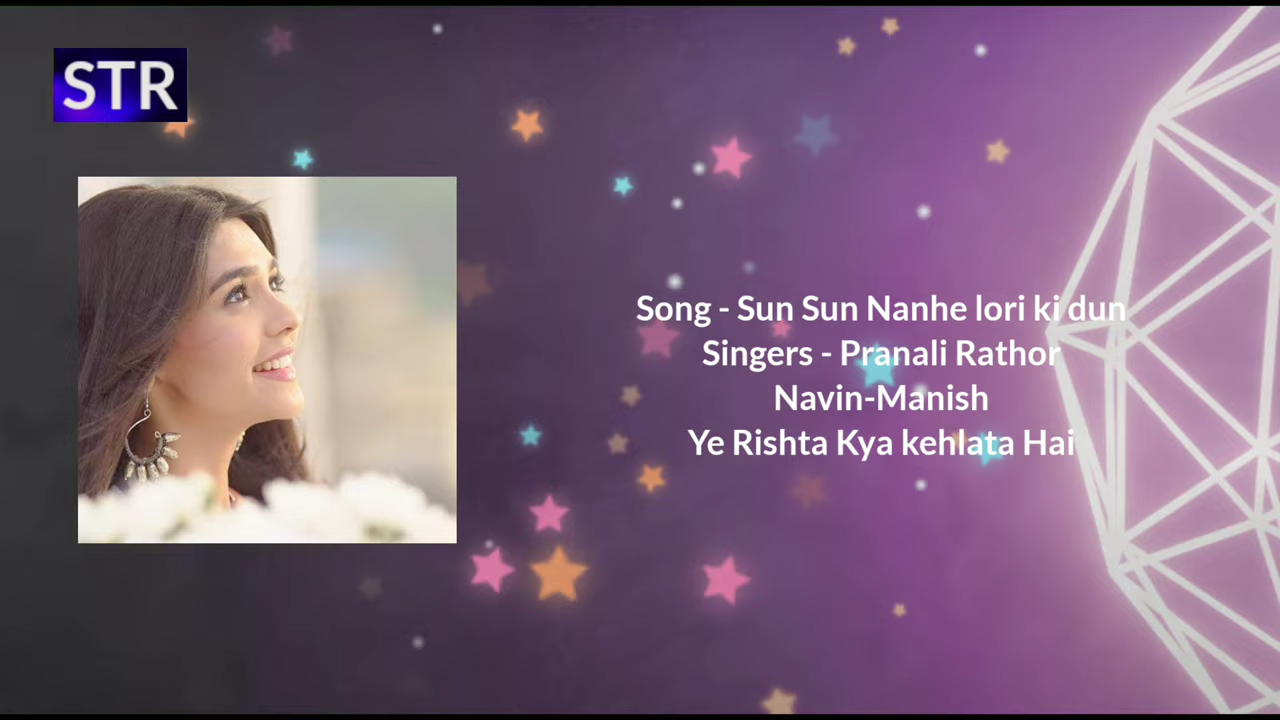 STR
Song - Sun Sun Nanhe lori ki dun
Singers - Pranali Rathor
Navin-Manish
Ye Rishta Kya kehlata Hai